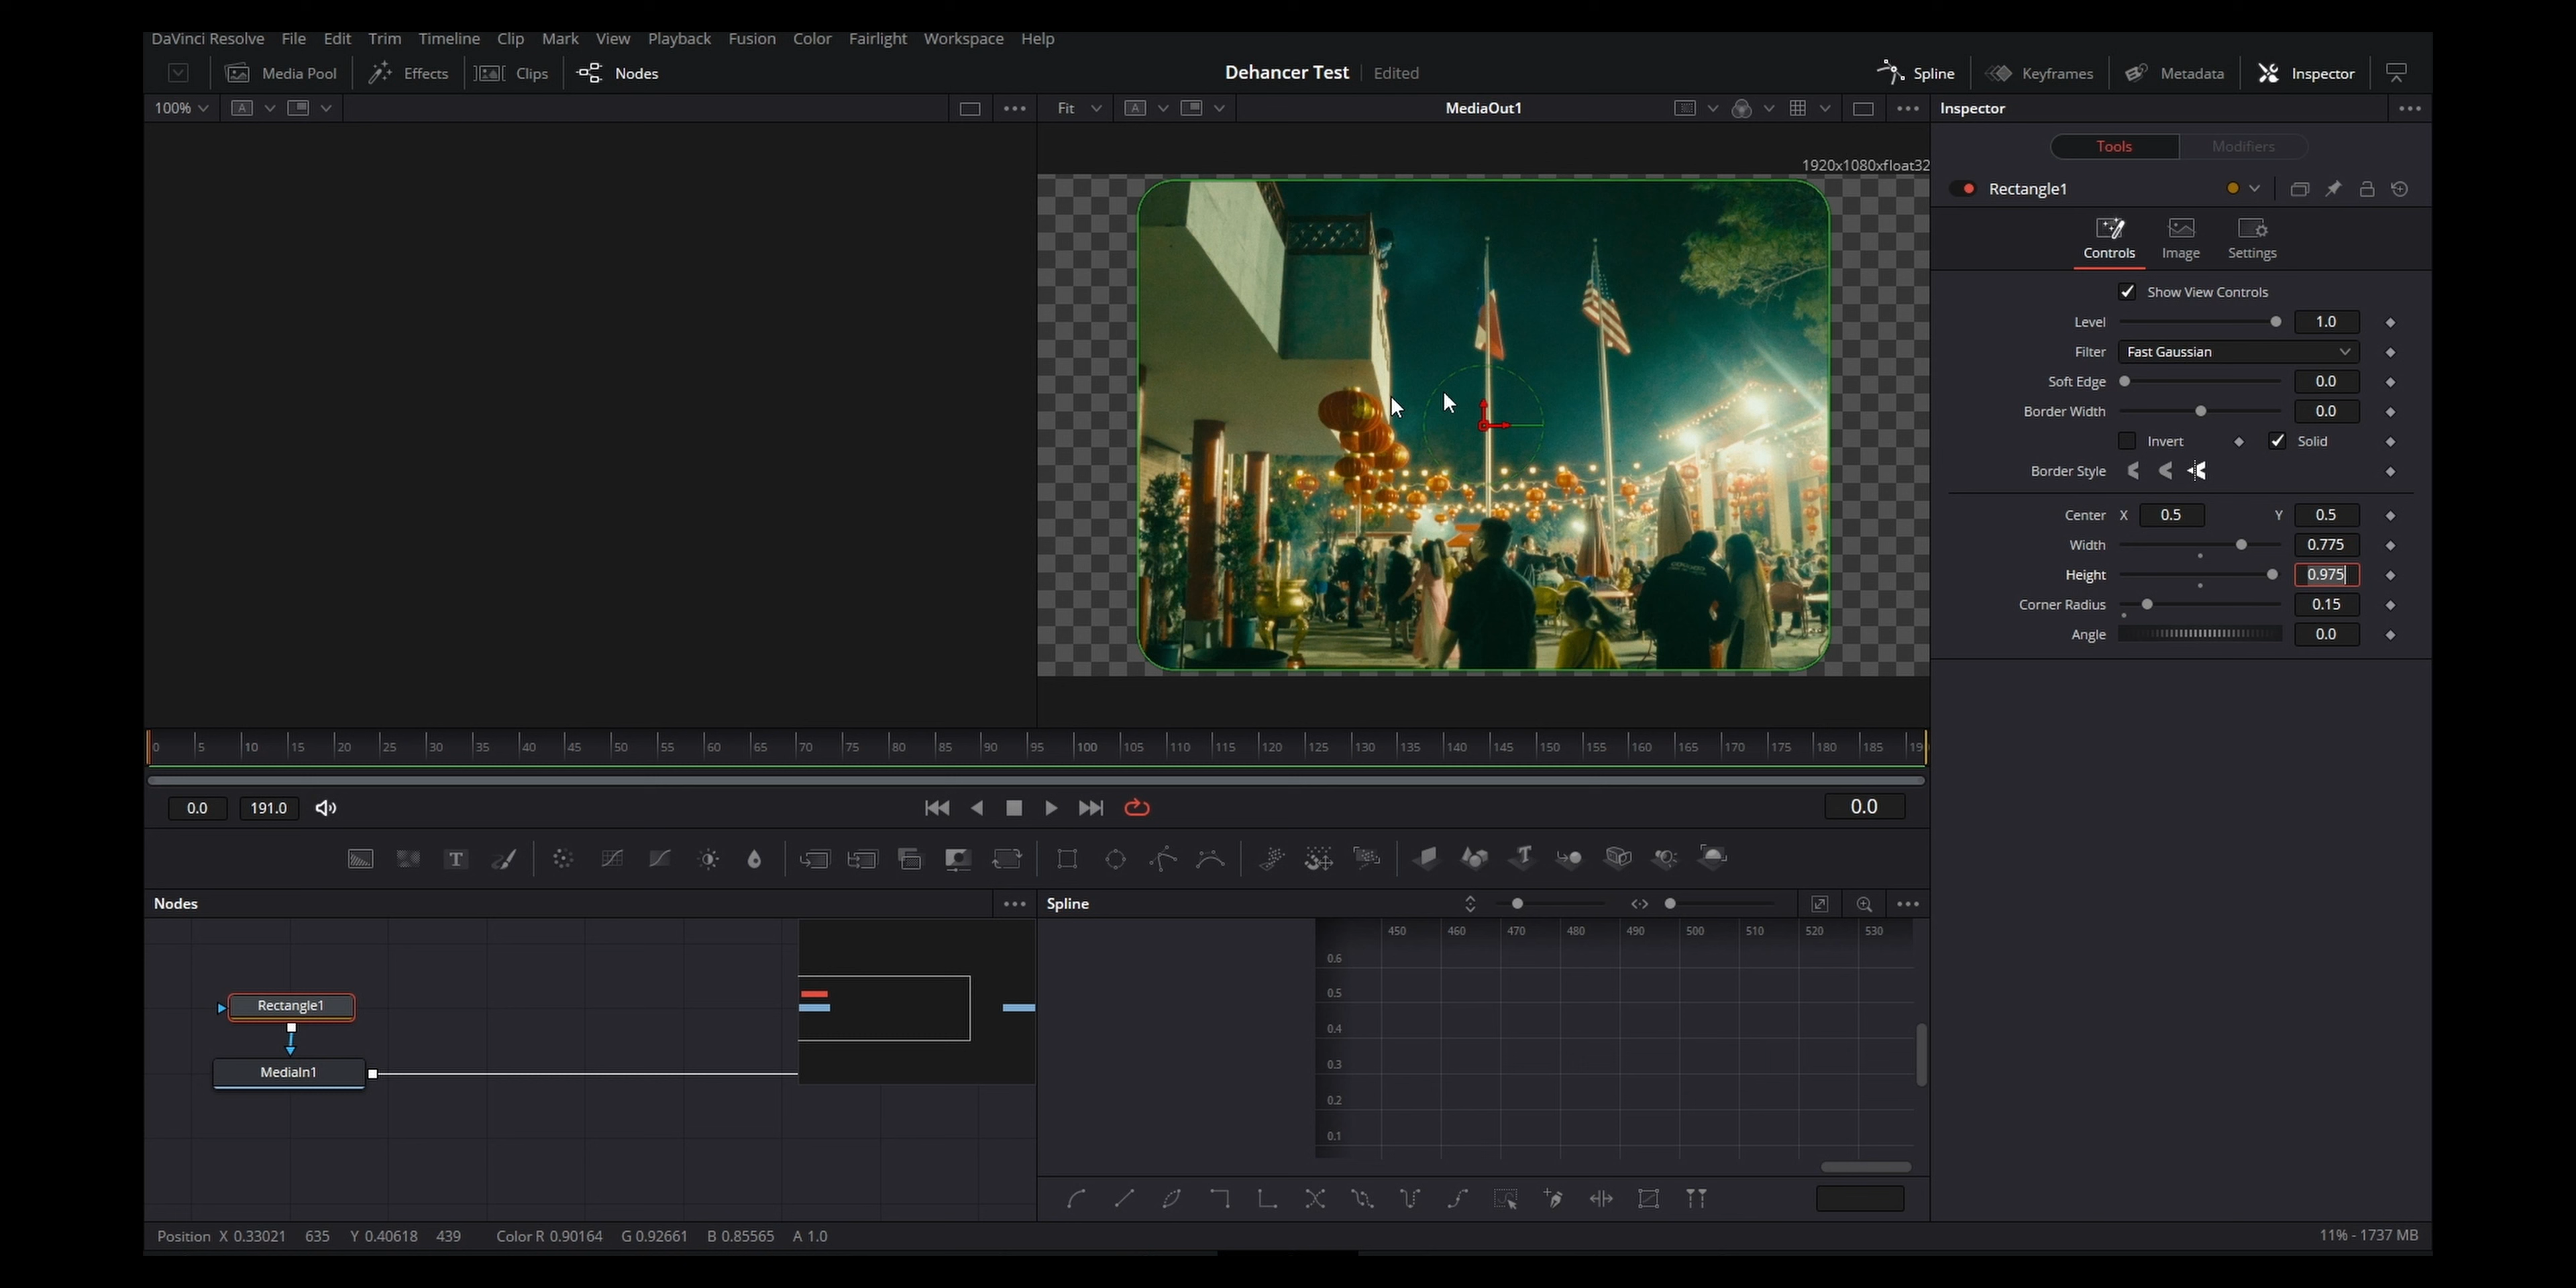 DaVinci Resolve File Edit Trim Timeline Clip Mark View Playback Fusion Color Fairlight Workspace Help
Media Pool Effects Clips Nodes Dehancer Test Edited Spline Keyframes Metadata Inspector
100% A Fit A MediaOut1 Inspector
Tools Modifiers
1920x1080xfloat32
Rectangle1
Controls Image Settings
Show View Controls
Level 1.0
Filter Fast Gaussian
Soft Edge 0.0
Border Width 0.0
Invert Solid
Border Style
Center X 0.5 Y 0.5
Width 0.775
Height 0.975
Corner Radius 0.15
Angle 0.0
0 5 10 15 20 25 30 35 40 45 50 55 60 65 70 75 80 85 90 95 100 105 110 115 120 125 130 135 140 145 150 155 160 165 170 175 180 185 19
0.0 191.0 0.0
T T
Nodes Spline
450 460 470 480 490 500 510 520 530
0.6
0.5
0.4
0.3
0.2
0.1
Rectangle1
MediaIn1
Position X 0.33021 635 Y 0.40618 439 Color R 0.90164 G 0.92661 B 0.85565 A 1.0 11% - 1737 MB